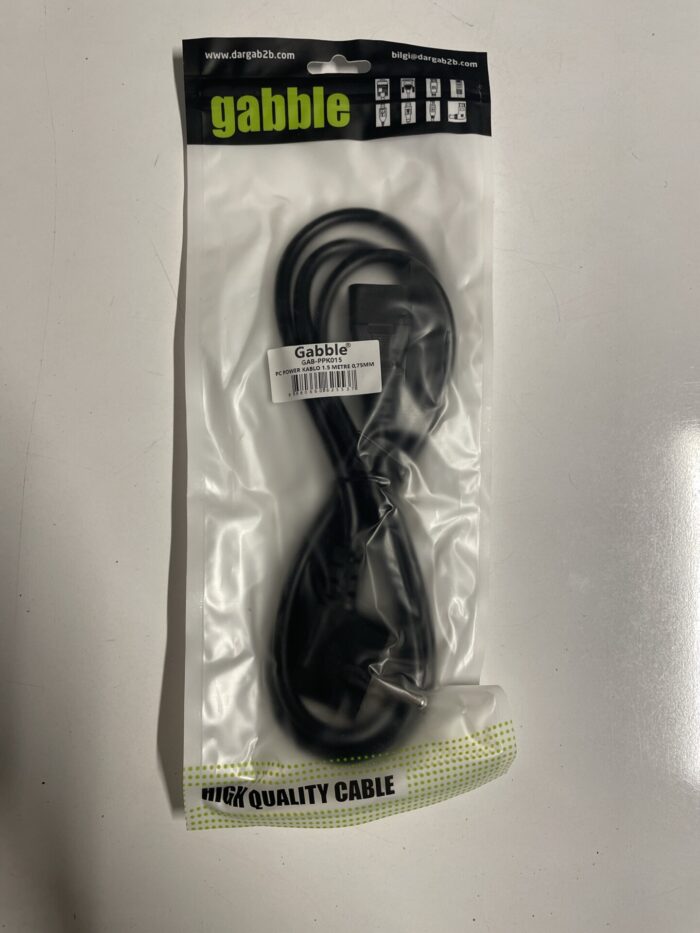 www.dargab2b.com
bilgi@dargab2b.com
gabble
Gabble®
GAB-PPK015
PC POWER KABLO 1.5 METRE 0,75MM
HIGH QUALITY CABLE